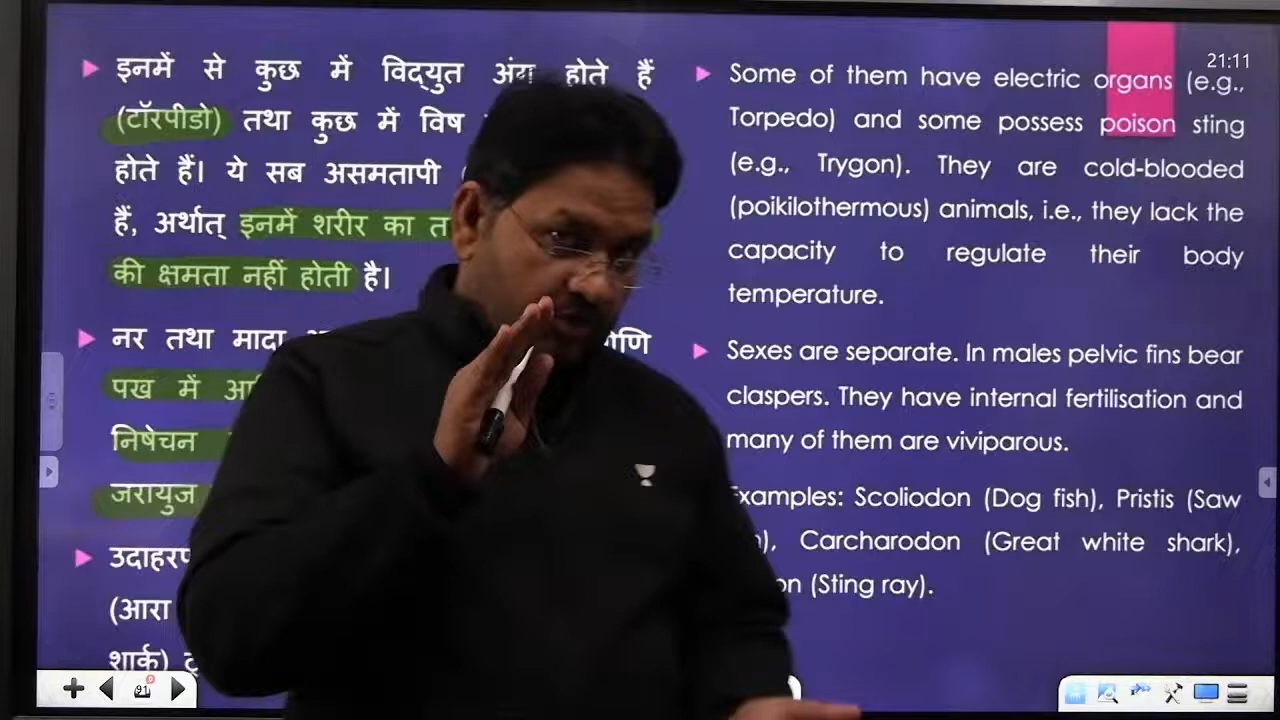 इनमें से कुछ में विद्युत अंग होते हैं
(टॉरपीडो) तथा कुछ में विष
होते हैं। ये सब असमतापी
हैं, अर्थात् इनमें शरीर का
की क्षमता नहीं होती है।
नर तथा मादा
पख में
निषेचन
जरायुज
(आरा
शार्क)
Some of them have electric organs (e.g.,
Torpedo) and some possess poison sting
(e.g., Trygon). They are cold-blooded
(poikilothermous) animals, i.e., they lack the
capacity to regulate their body
temperature.
Sexes are separate. In males pelvic fins bear
claspers. They have internal fertilisation and
many of them are viviparous.
Examples: Scoliodon (Dog fish), Pristis (Saw
Carcharodon (Great white shark),
(Sting ray).
21:11
91